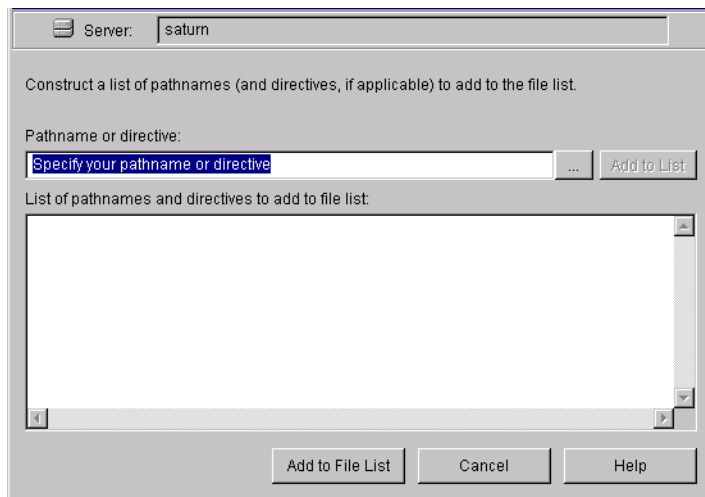 Server: saturn
Construct a list of pathnames (and directives, if applicable) to add to the file list.
Pathname or directive:
Specify your pathname or directive ... Add to List
List of pathnames and directives to add to file list:
Add to File List Cancel Help